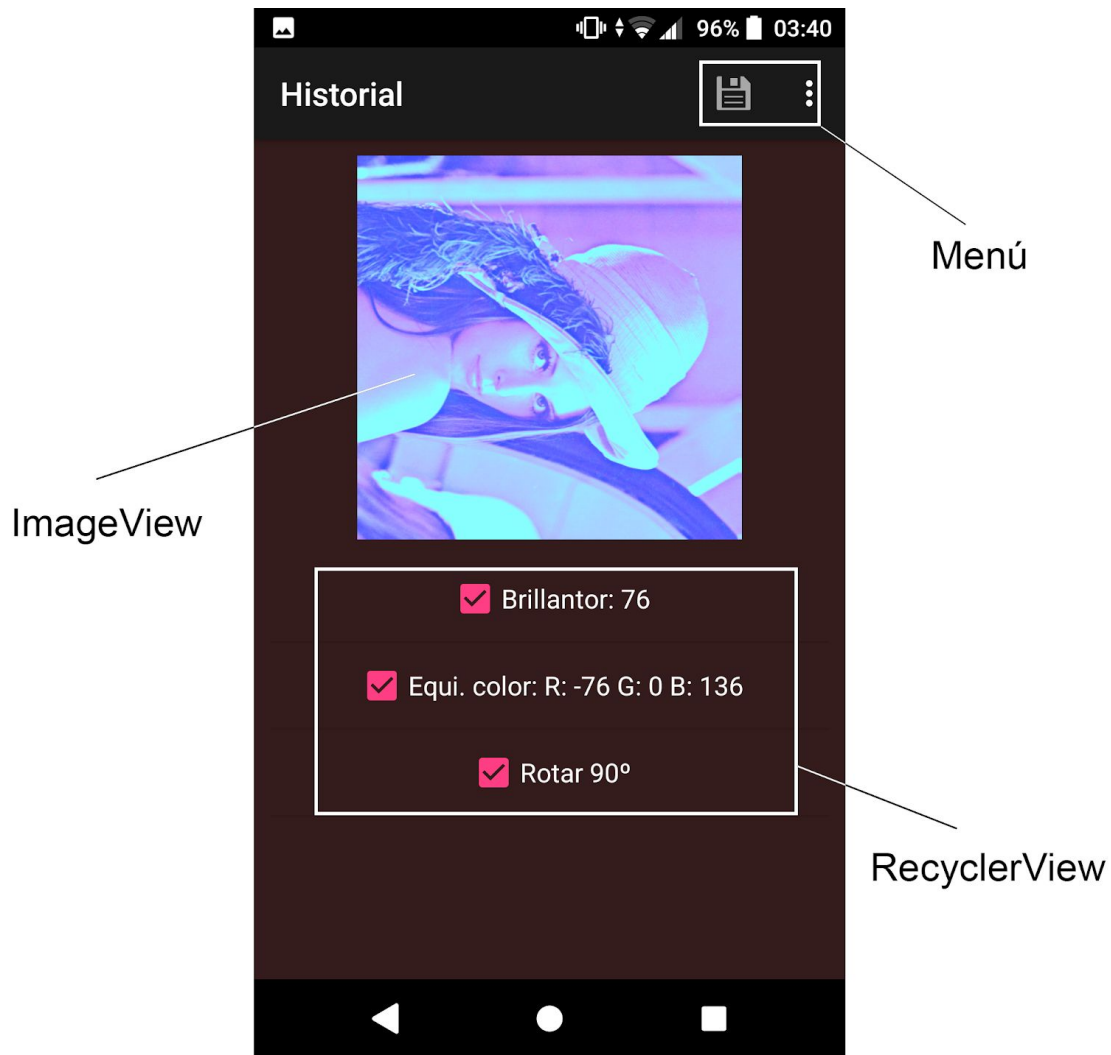 96% 03:40
Historial
Menú
ImageView
Brillantor: 76
Equi. color: R: -76 G: 0 B: 136
Rotar 90º
RecyclerView